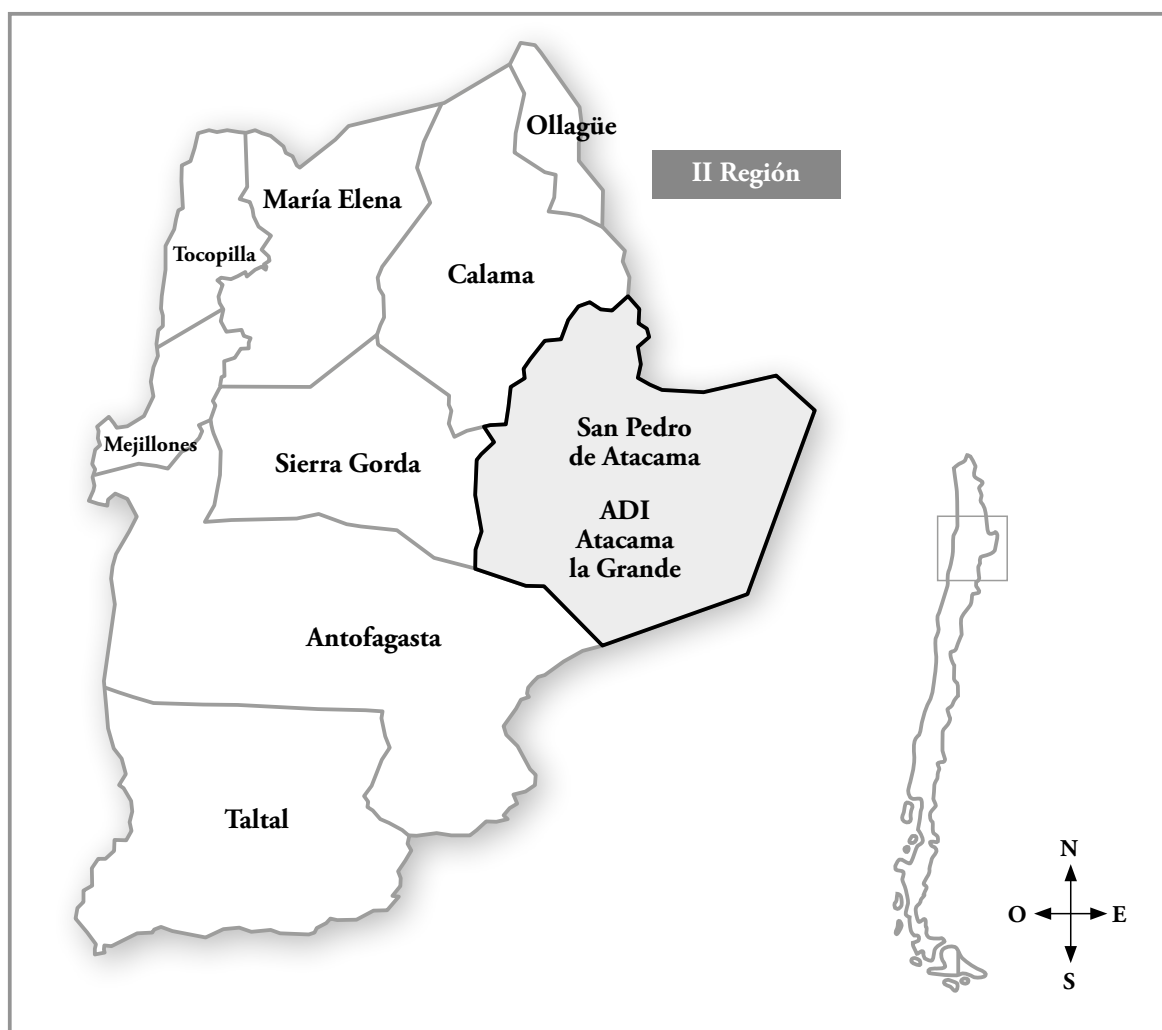 Ollagüe
II Región
María Elena
Tocopilla
Calama
San Pedro
de Atacama
Mejillones
Sierra Gorda
ADI
Atacama
la Grande
Antofagasta
Taltal
N
O
E
S